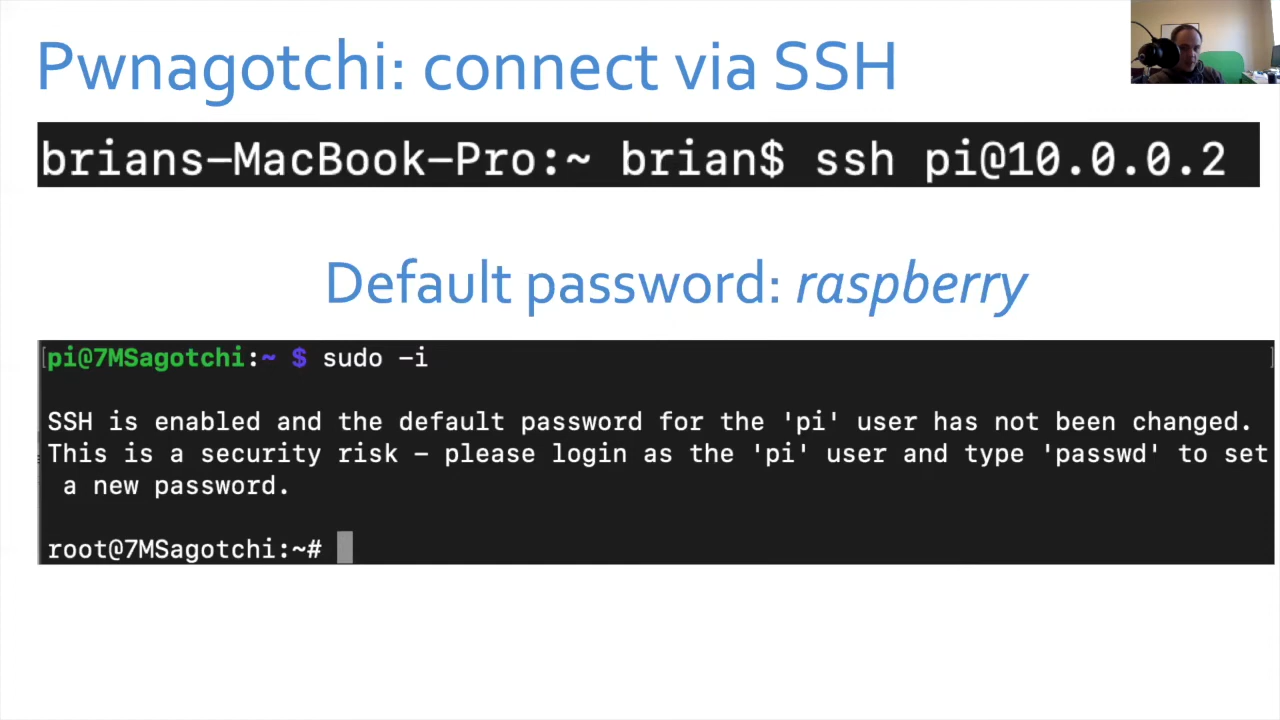 Pwnagotchi: connect via SSH
brians-MacBook-Pro:~ brian$ ssh pi@10.0.0.2
Default password: raspberry
[pi@7MSagotchi:~ $ sudo -i ]
SSH is enabled and the default password for the 'pi' user has not been changed.
This is a security risk - please login as the 'pi' user and type 'passwd' to set
a new password.
root@7MSagotchi:~#